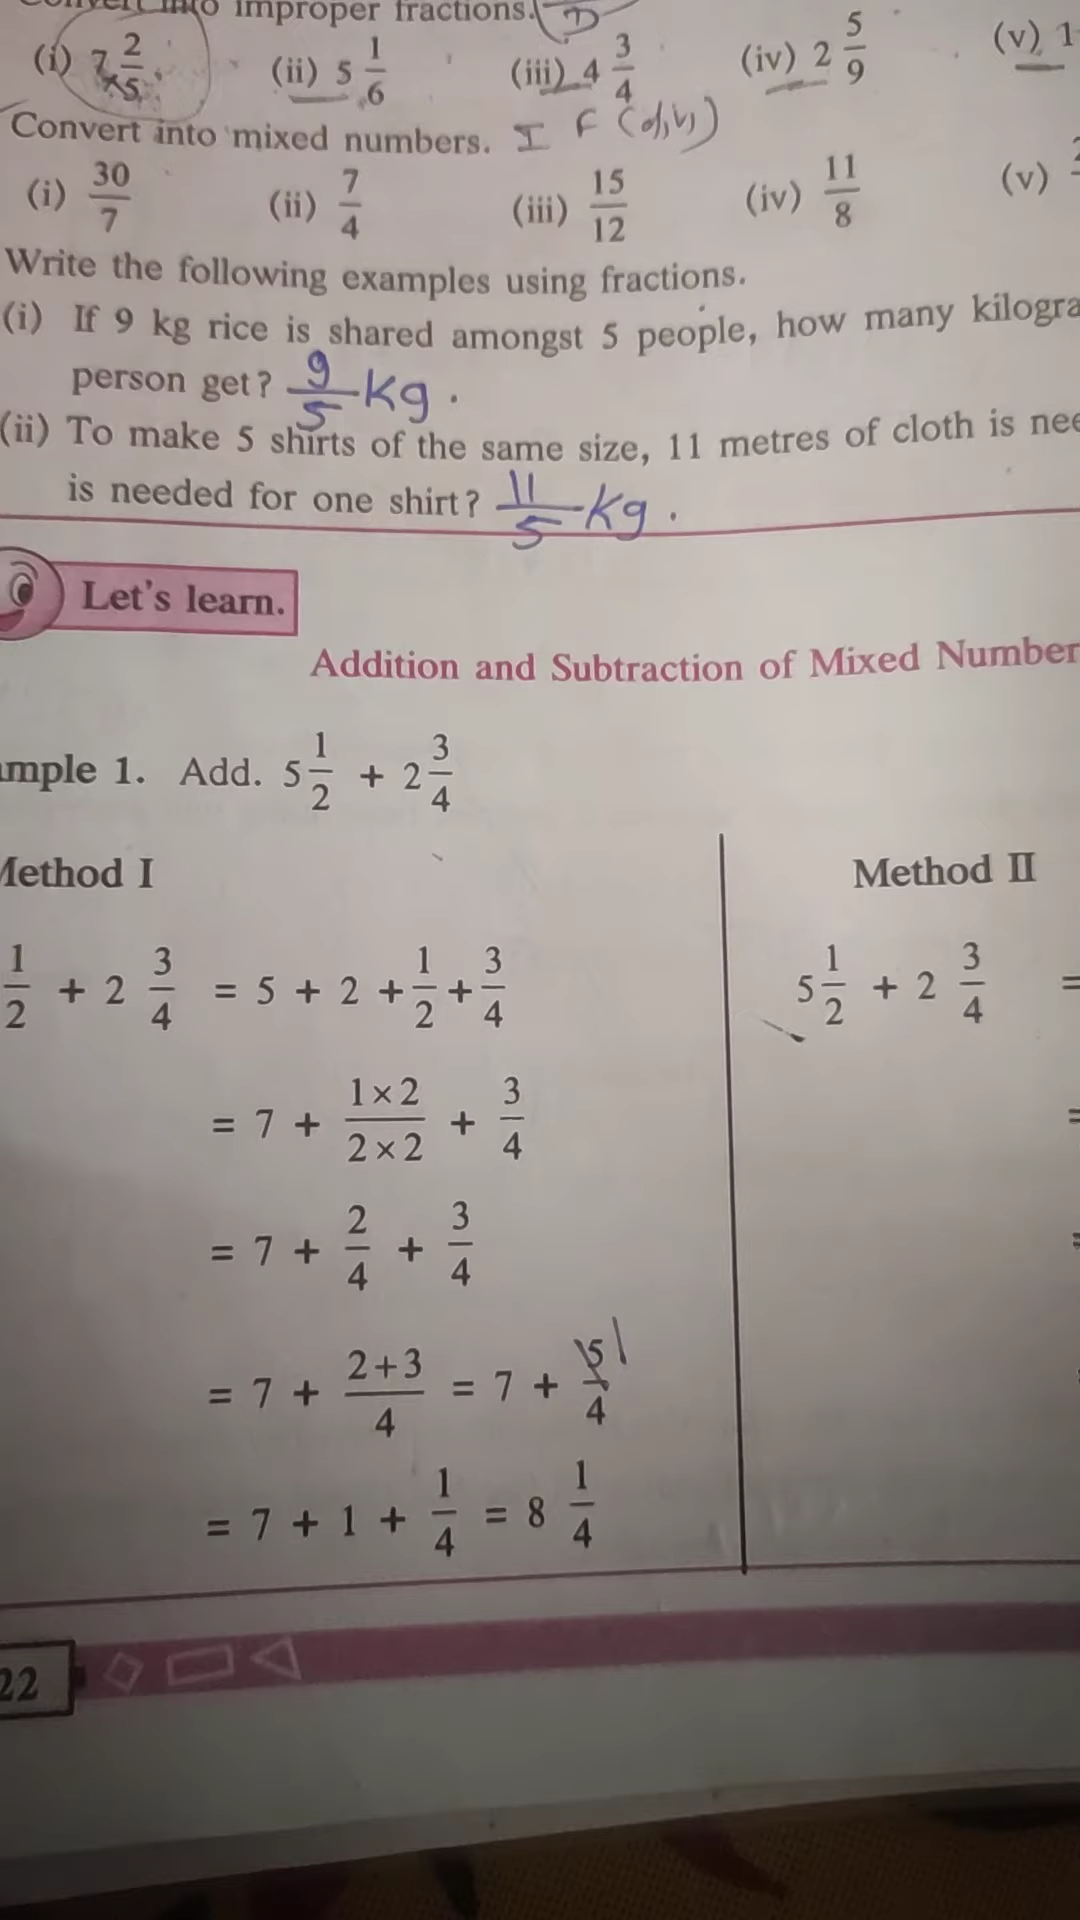 improper fractions. D
(i) 7 2/5 (ii) 5 1/6 (iii) 4 3/4 (iv) 2 5/9 (v) 1
Convert into mixed numbers. I F
(i) 30/7 (ii) 7/4 (iii) 15/12 (iv) 11/8 (v)
Write the following examples using fractions.
(i) If 9 kg rice is shared amongst 5 people, how many kilogra
person get? 9/5 kg.
(ii) To make 5 shirts of the same size, 11 metres of cloth is nee
is needed for one shirt? 11/5 kg.
Let's learn.
Addition and Subtraction of Mixed Number
mple 1. Add. 5 1/2 + 2 3/4
Method I
1/2 + 2 3/4 = 5 + 2 + 1/2 + 3/4
= 7 + 1×2/2×2 + 3/4
= 7 + 2/4 + 3/4
= 7 + 2+3/4 = 7 + 5/4
= 7 + 1 + 1/4 = 8 1/4
Method II
5 1/2 + 2 3/4 =
=
=
22